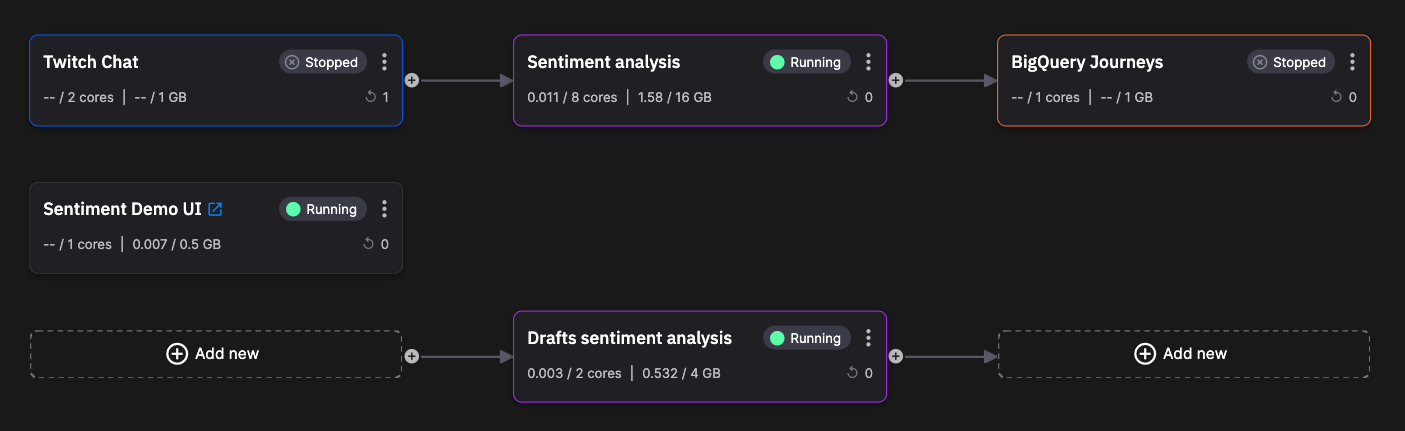 Twitch Chat Stopped
-- / 2 cores | -- / 1 GB 1
Sentiment analysis Running
0.011 / 8 cores | 1.58 / 16 GB 0
BigQuery Journeys Stopped
-- / 1 cores | -- / 1 GB 0
Sentiment Demo UI Running
-- / 1 cores | 0.007 / 0.5 GB 0
Add new
Drafts sentiment analysis Running
0.003 / 2 cores | 0.532 / 4 GB 0
Add new